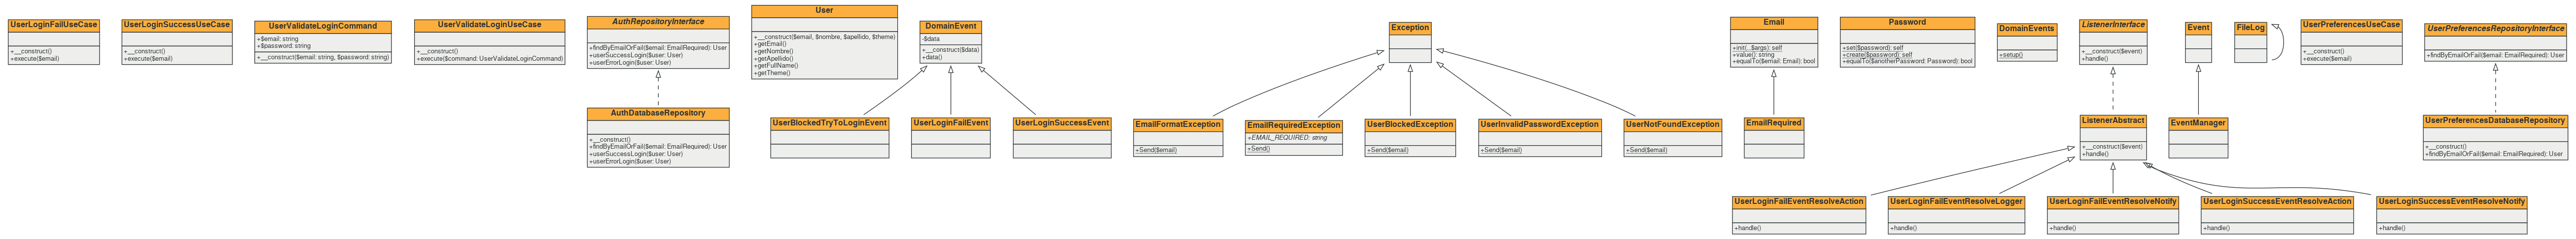 UserLoginFailUseCase
+__construct()
+execute($email)
UserLoginSuccessUseCase
+__construct()
+execute($email)
UserValidateLoginCommand
+$email: string
+$password: string
+__construct($email: string, $password: string)
UserValidateLoginUseCase
+__construct()
+execute($command: UserValidateLoginCommand)
AuthRepositoryInterface
+findByEmailOrFail($email: EmailRequired): User
+userSuccessLogin($user: User)
+userErrorLogin($user: User)
AuthDatabaseRepository
+__construct()
+findByEmailOrFail($email: EmailRequired): User
+userSuccessLogin($user: User)
+userErrorLogin($user: User)
User
+__construct($email, $nombre, $apellido, $theme)
+getEmail()
+getNombre()
+getApellido()
+getFullName()
+getTheme()
DomainEvent
-$data
+__construct($data)
+data()
UserBlockedTryToLoginEvent
UserLoginFailEvent
UserLoginSuccessEvent
Exception
EmailFormatException
+Send($email)
EmailRequiredException
+EMAIL_REQUIRED: string
+Send()
UserBlockedException
+Send($email)
UserInvalidPasswordException
+Send($email)
UserNotFoundException
+Send($email)
Email
+init(...$args): self
+value(): string
+equalTo($email: Email): bool
EmailRequired
Password
+set($password): self
+create($password): self
+equalTo($anotherPassword: Password): bool
DomainEvents
+setup()
ListenerInterface
+__construct($event)
+handle()
ListenerAbstract
+__construct($event)
+handle()
UserLoginFailEventResolveAction
+handle()
UserLoginFailEventResolveLogger
+handle()
UserLoginFailEventResolveNotify
+handle()
UserLoginSuccessEventResolveAction
+handle()
UserLoginSuccessEventResolveNotify
+handle()
Event
EventManager
FileLog
UserPreferencesUseCase
+__construct()
+execute($email)
UserPreferencesRepositoryInterface
+findByEmailOrFail($email: EmailRequired): User
UserPreferencesDatabaseRepository
+__construct()
+findByEmailOrFail($email: EmailRequired): User